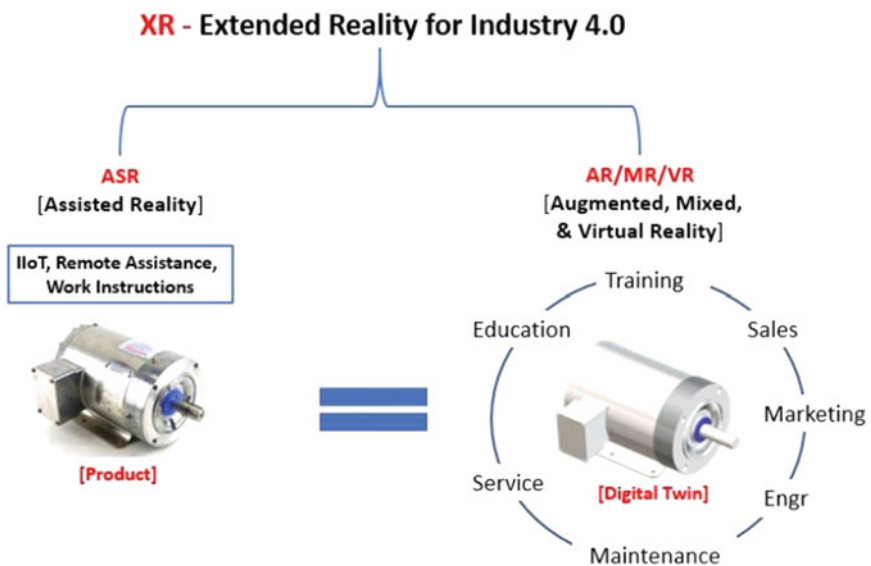 XR - Extended Reality for Industry 4.0
ASR
[Assisted Reality]
IIoT, Remote Assistance,
Work Instructions
[Product]
AR/MR/VR
[Augmented, Mixed,
& Virtual Reality]
Training
Education
Sales
Marketing
Service
[Digital Twin]
Engr
Maintenance